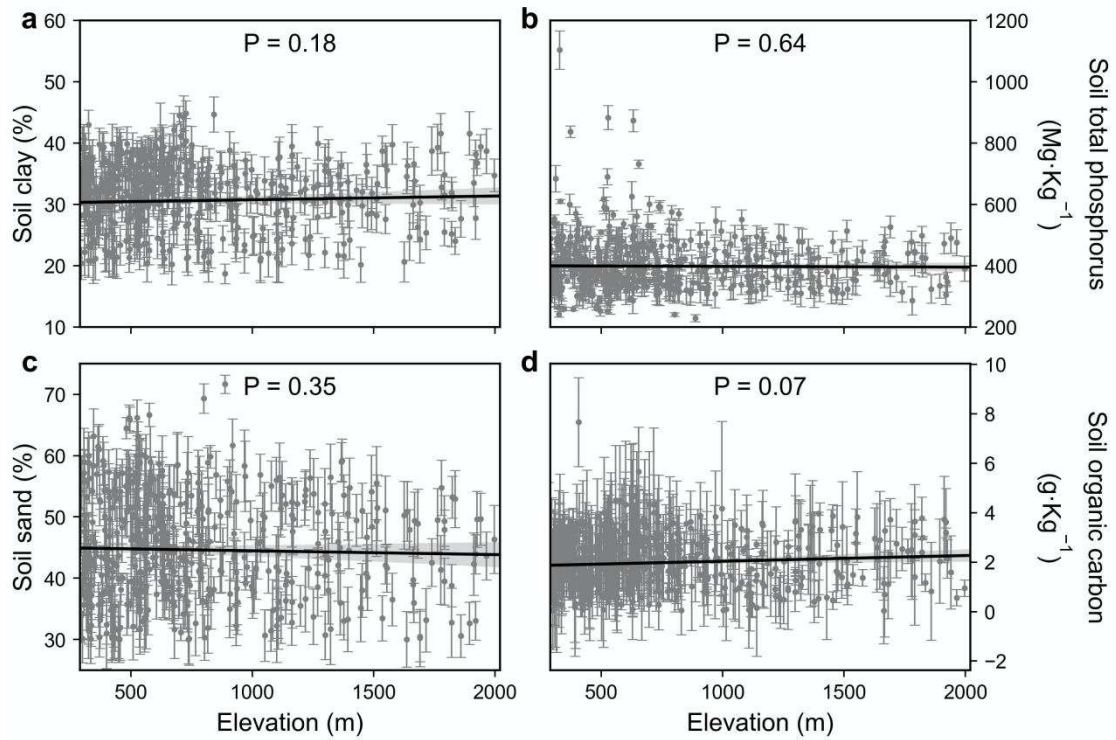 a
P = 0.18
60
50
40
30
20
10
Soil clay (%)
b
P = 0.64
1200
1000
800
600
400
200
Soil total phosphorus
(Mg·Kg⁻¹)
c
P = 0.35
70
60
50
40
30
Soil sand (%)
500 1000 1500 2000
Elevation (m)
d
P = 0.07
10
8
6
4
2
0
−2
Soil organic carbon
(g·Kg⁻¹)
500 1000 1500 2000
Elevation (m)